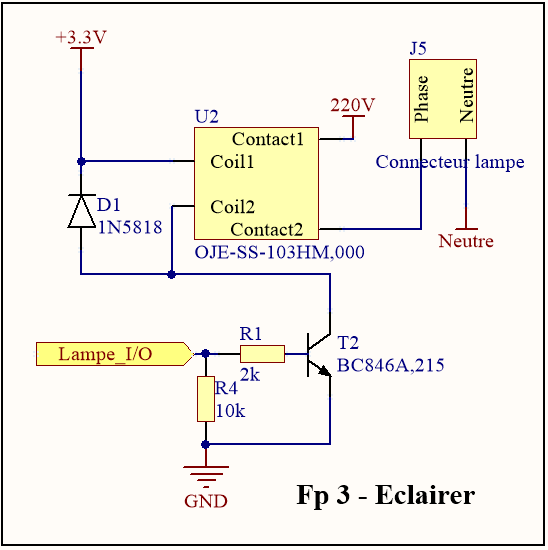 +3.3V
J5
220V
U2
Phase
Neutre
Contact1
Coil1
Connecteur lampe
D1
1N5818
Coil2
Contact2
Neutre
OJE-SS-103HM,000
R1
T2
Lampe_I/O
2k
BC846A,215
R4
10k
GND
Fp 3 - Eclairer